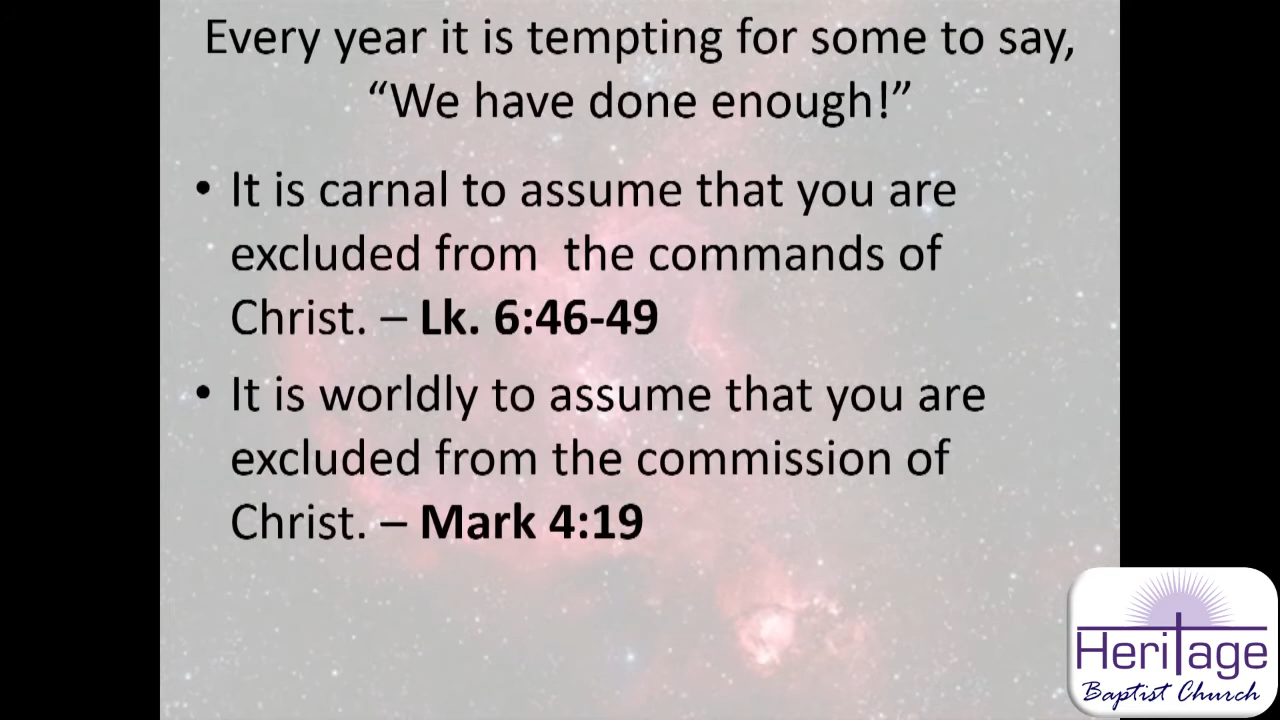 Every year it is tempting for some to say,
“We have done enough!”
• It is carnal to assume that you are
excluded from  the commands of
Christ. – Lk. 6:46-49
• It is worldly to assume that you are
excluded from the commission of
Christ. – Mark 4:19
Heritage
Baptist Church